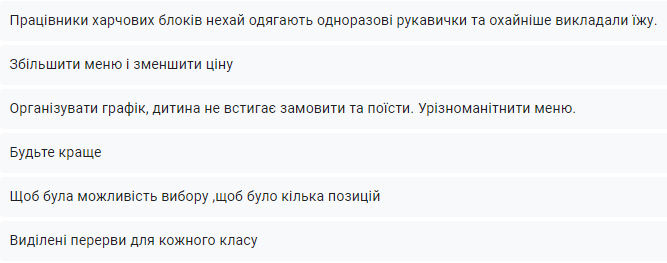 Працівники харчових блоків нехай одягають одноразові рукавички та охайніше викладали їжу.
Збільшити меню і зменшити ціну
Організувати графік, дитина не встигає замовити та поїсти. Урізноманітнити меню.
Будьте краще
Щоб була можливість вибору ,щоб було кілька позицій
Виділені перерви для кожного класу